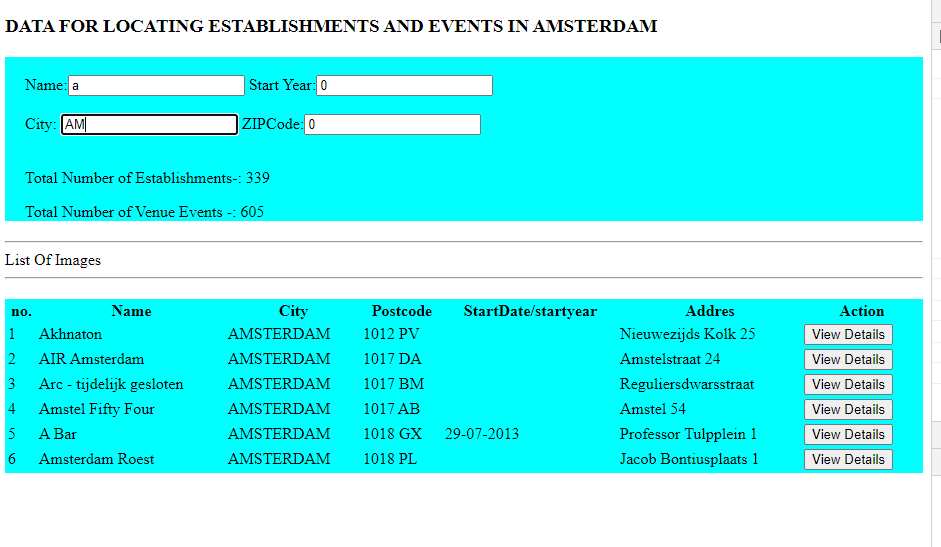 DATA FOR LOCATING ESTABLISHMENTS AND EVENTS IN AMSTERDAM
Name: a Start Year: 0
City: AM ZIPCode: 0
Total Number of Establishments-: 339
Total Number of Venue Events -: 605
List Of Images
no. Name City Postcode StartDate/startyear Addres Action
1 Akhnaton AMSTERDAM 1012 PV Nieuwezijds Kolk 25 View Details
2 AIR Amsterdam AMSTERDAM 1017 DA Amstelstraat 24 View Details
3 Arc - tijdelijk gesloten AMSTERDAM 1017 BM Reguliersdwarsstraat View Details
4 Amstel Fifty Four AMSTERDAM 1017 AB Amstel 54 View Details
5 A Bar AMSTERDAM 1018 GX 29-07-2013 Professor Tulpplein 1 View Details
6 Amsterdam Roest AMSTERDAM 1018 PL Jacob Bontiusplaats 1 View Details